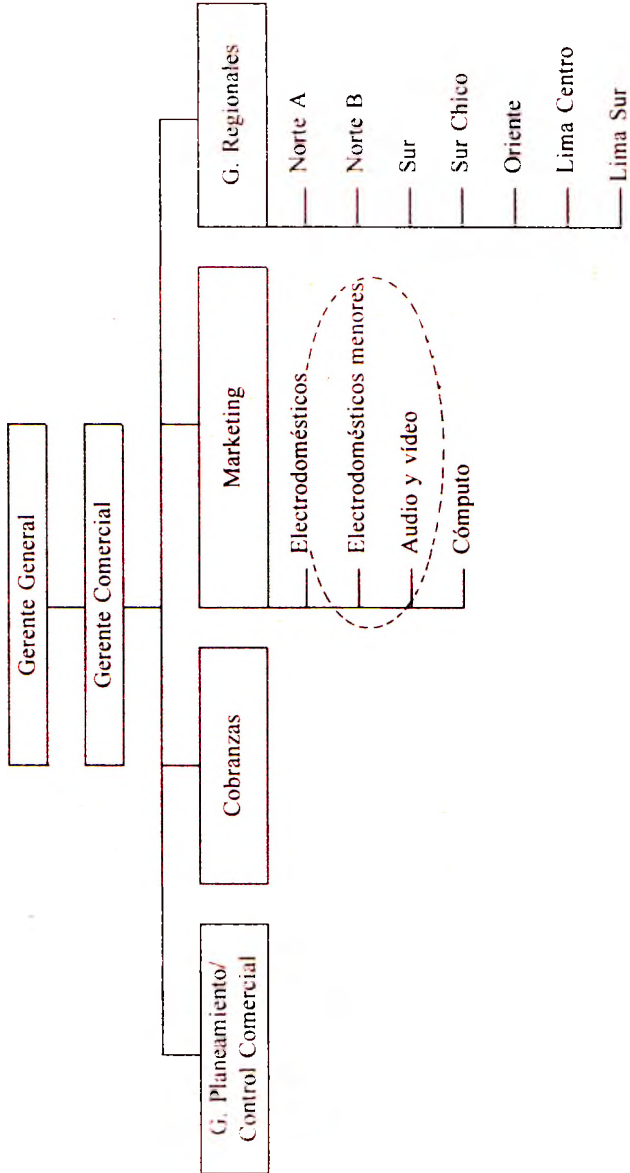 Gerente General
Gerente Comercial
G. Planeamiento/
Control Comercial
Cobranzas
Marketing
Electrodomésticos
Electrodomésticos menores
Audio y vídeo
Cómputo
G. Regionales
Norte A
Norte B
Sur
Sur Chico
Oriente
Lima Centro
Lima Sur